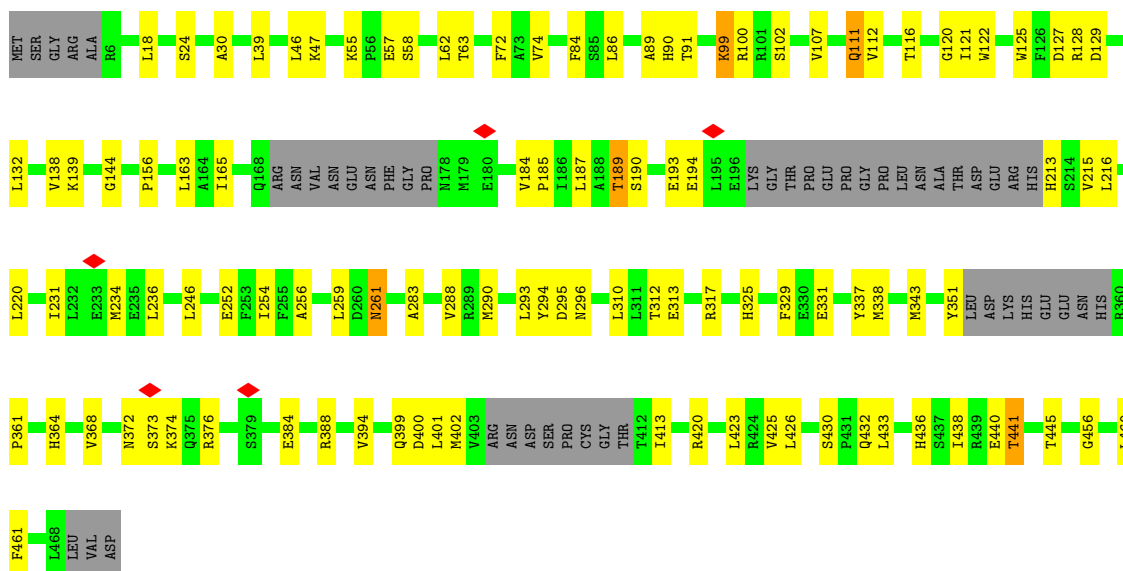 MET SER GLY ARG ALA R6 L18 S24 A30 L39 L46 K47 K55 P56 E57 S58 L62 T63 F72 A73 V74 F84 S85 L86 A89 H90 T91 K99 R100 R101 S102 V107 Q111 V112 T116 G120 I121 W122 W125 F126 D127 R128 D129
L132 V138 K139 G144 P156 L163 A164 I165 Q168 ARG ASN VAL ASN GLU ASN PHE GLY PRO N178 M179 E180 V184 P185 I186 L187 A188 T189 S190 E193 E194 L195 E196 LYS GLY THR PRO GLU PRO GLY PRO LEU ASN ALA THR ASP GLU ARG HIS H213 S214 V215 L216
L220 I231 L232 E233 M234 E235 L236 L246 E252 F253 I254 F255 A256 L259 D260 N261 A283 V288 R289 M290 L293 Y294 D295 N296 L310 L311 T312 E313 R317 H325 F329 E330 E331 Y337 M338 M343 Y351 LEU ASP LYS HIS GLU GLU ASN HIS R360
P361 H364 V368 N372 S373 K374 Q375 R376 S379 E384 R388 V394 Q399 D400 L401 M402 V403 ARG ASN ASP SER PRO CYS GLY THR T412 I413 R420 L423 R424 V425 L426 S430 P431 Q432 L433 H436 S437 I438 R439 E440 T441 T445 G456
F461 L468 LEU VAL ASP